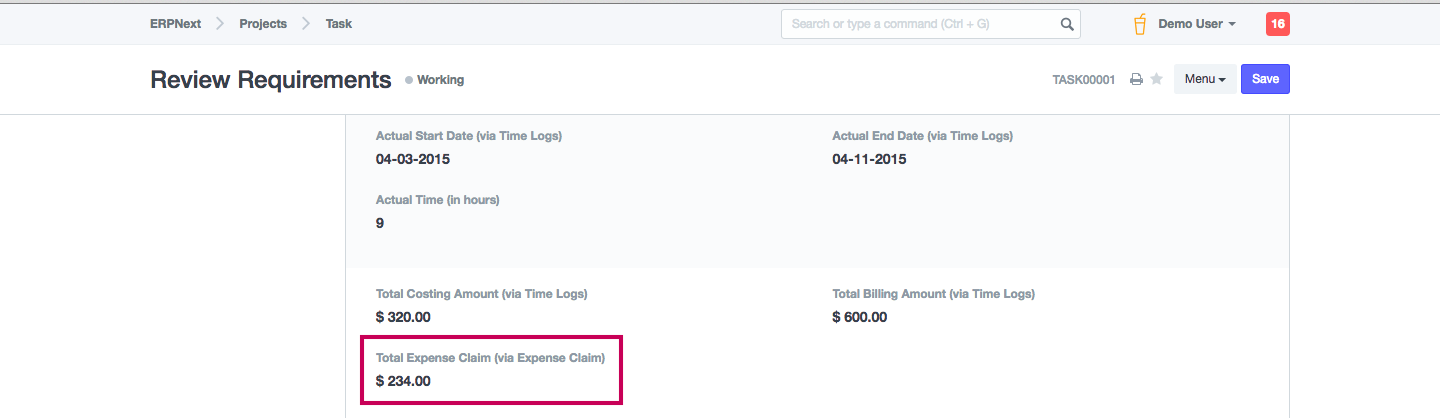 ERPNext Projects Task Search or type a command (Ctrl + G) Demo User 16
Review Requirements Working TASK00001 Menu Save
Actual Start Date (via Time Logs) Actual End Date (via Time Logs)
04-03-2015 04-11-2015
Actual Time (in hours)
9
Total Costing Amount (via Time Logs) Total Billing Amount (via Time Logs)
$ 320.00 $ 600.00
Total Expense Claim (via Expense Claim)
$ 234.00